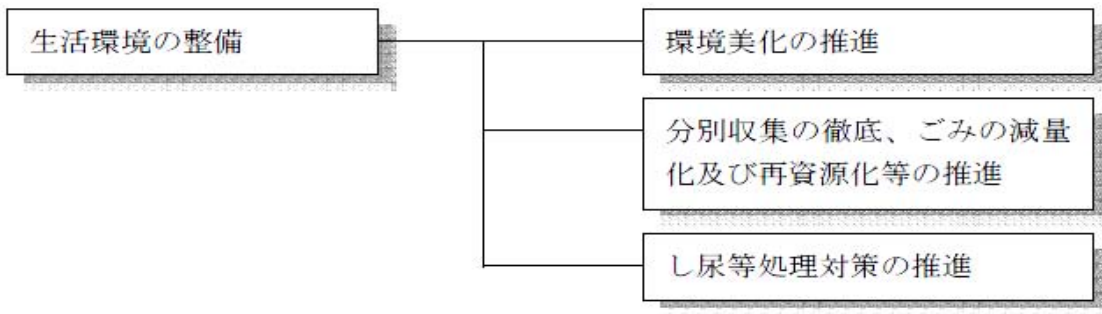 生活環境の整備
環境美化の推進
分別収集の徹底、ごみの減量
化及び再資源化等の推進
し尿等処理対策の推進